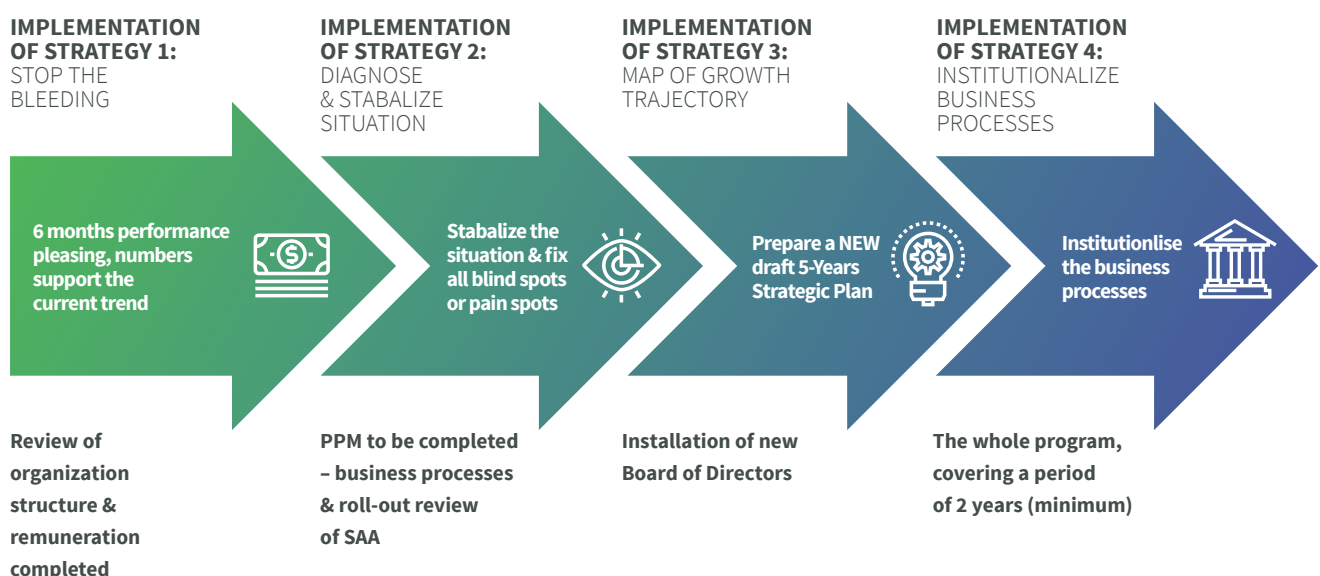 IMPLEMENTATION
OF STRATEGY 1:
STOP THE
BLEEDING
6 months performance
pleasing, numbers
support the
current trend
$
Review of
organization
structure &
remuneration
completed
IMPLEMENTATION
OF STRATEGY 2:
DIAGNOSE
& STABALIZE
SITUATION
Stabalize the
situation & fix
all blind spots
or pain spots
PPM to be completed
– business processes
& roll-out review
of SAA
IMPLEMENTATION
OF STRATEGY 3:
MAP OF GROWTH
TRAJECTORY
Prepare a NEW
draft 5-Years
Strategic Plan
Installation of new
Board of Directors
IMPLEMENTATION
OF STRATEGY 4:
INSTITUTIONALIZE
BUSINESS
PROCESSES
Institutionlise
the business
processes
The whole program,
covering a period
of 2 years (minimum)